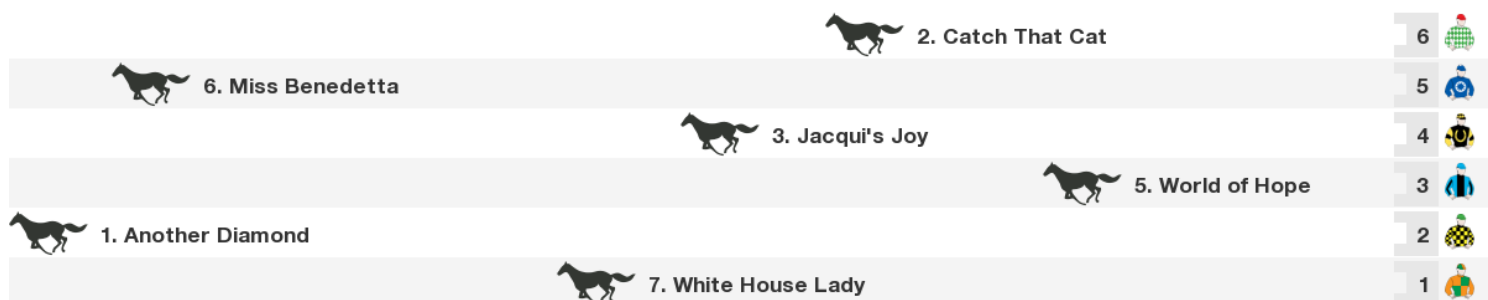 2. Catch That Cat 6
6. Miss Benedetta 5
3. Jacqui's Joy 4
5. World of Hope 3
1. Another Diamond 2
7. White House Lady 1